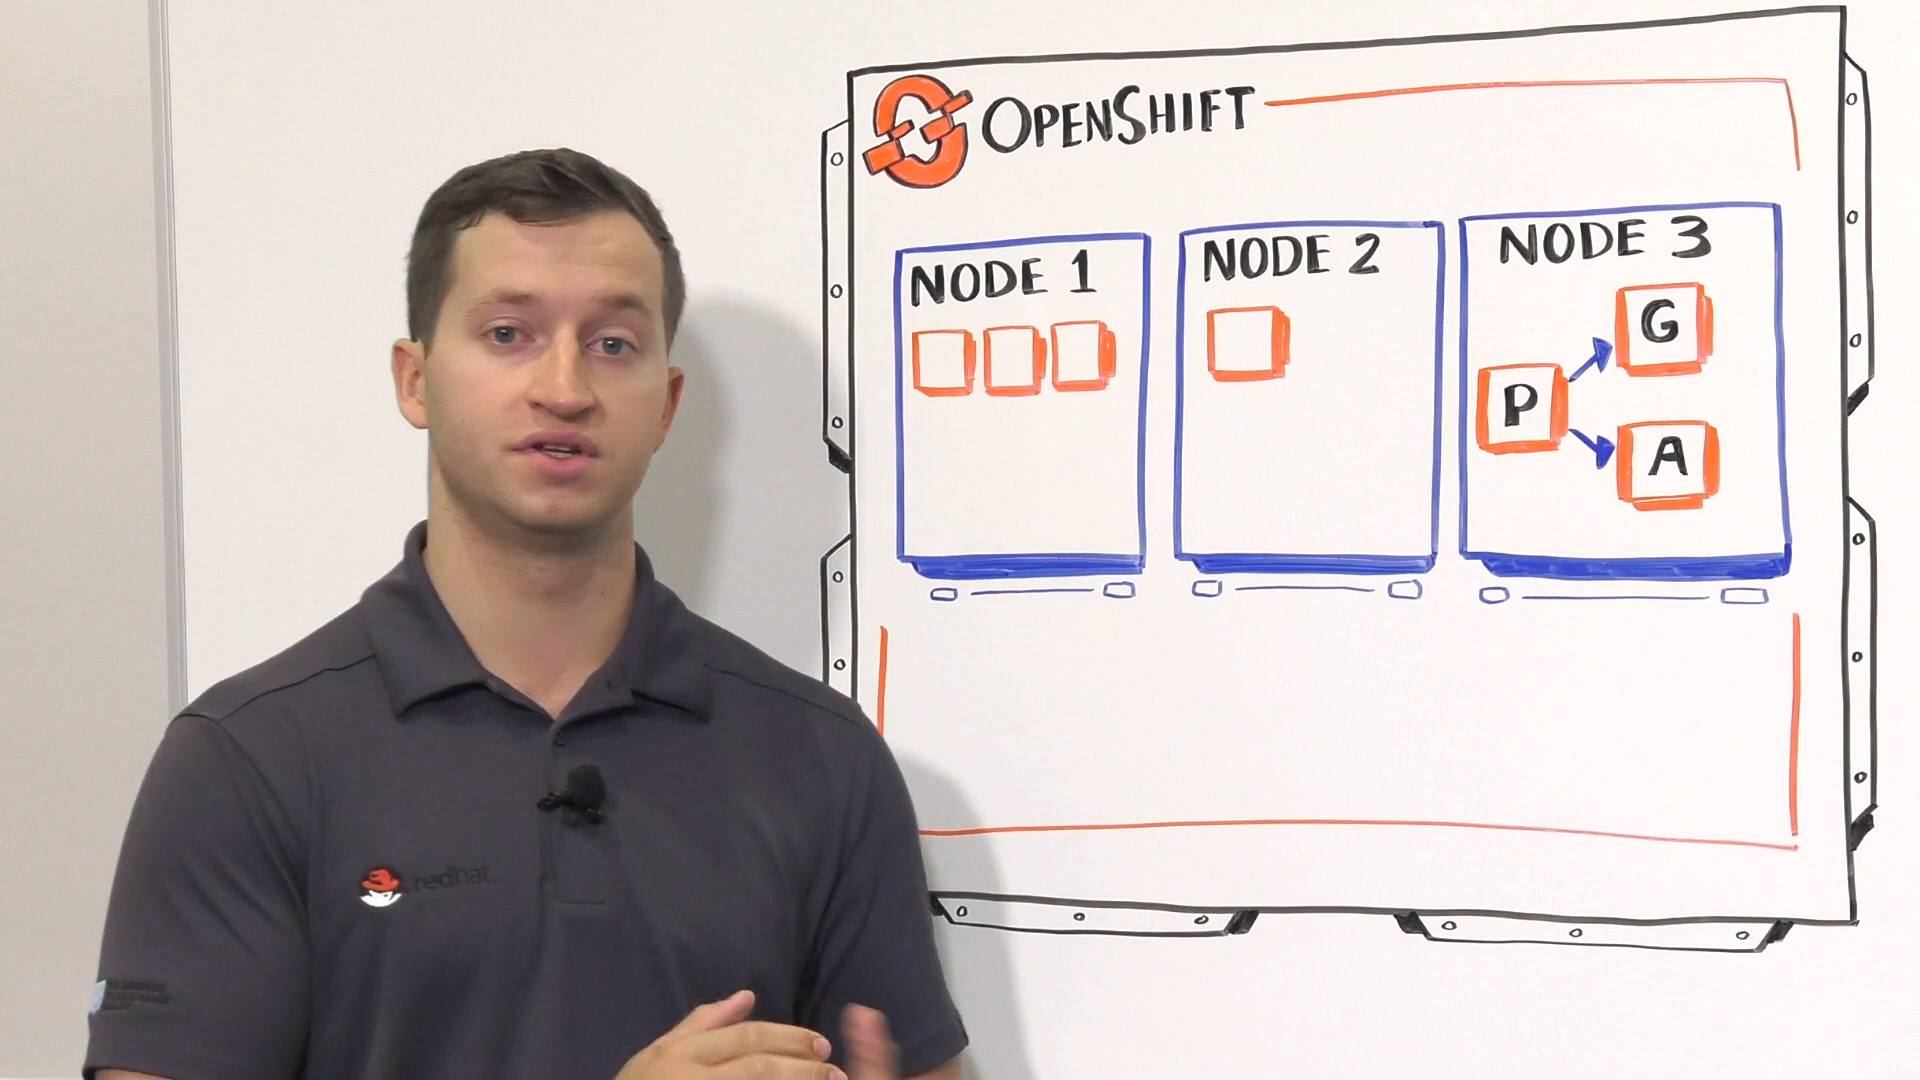 OPENSHIFT
NODE 1
NODE 2
NODE 3
G
P
A
redhat